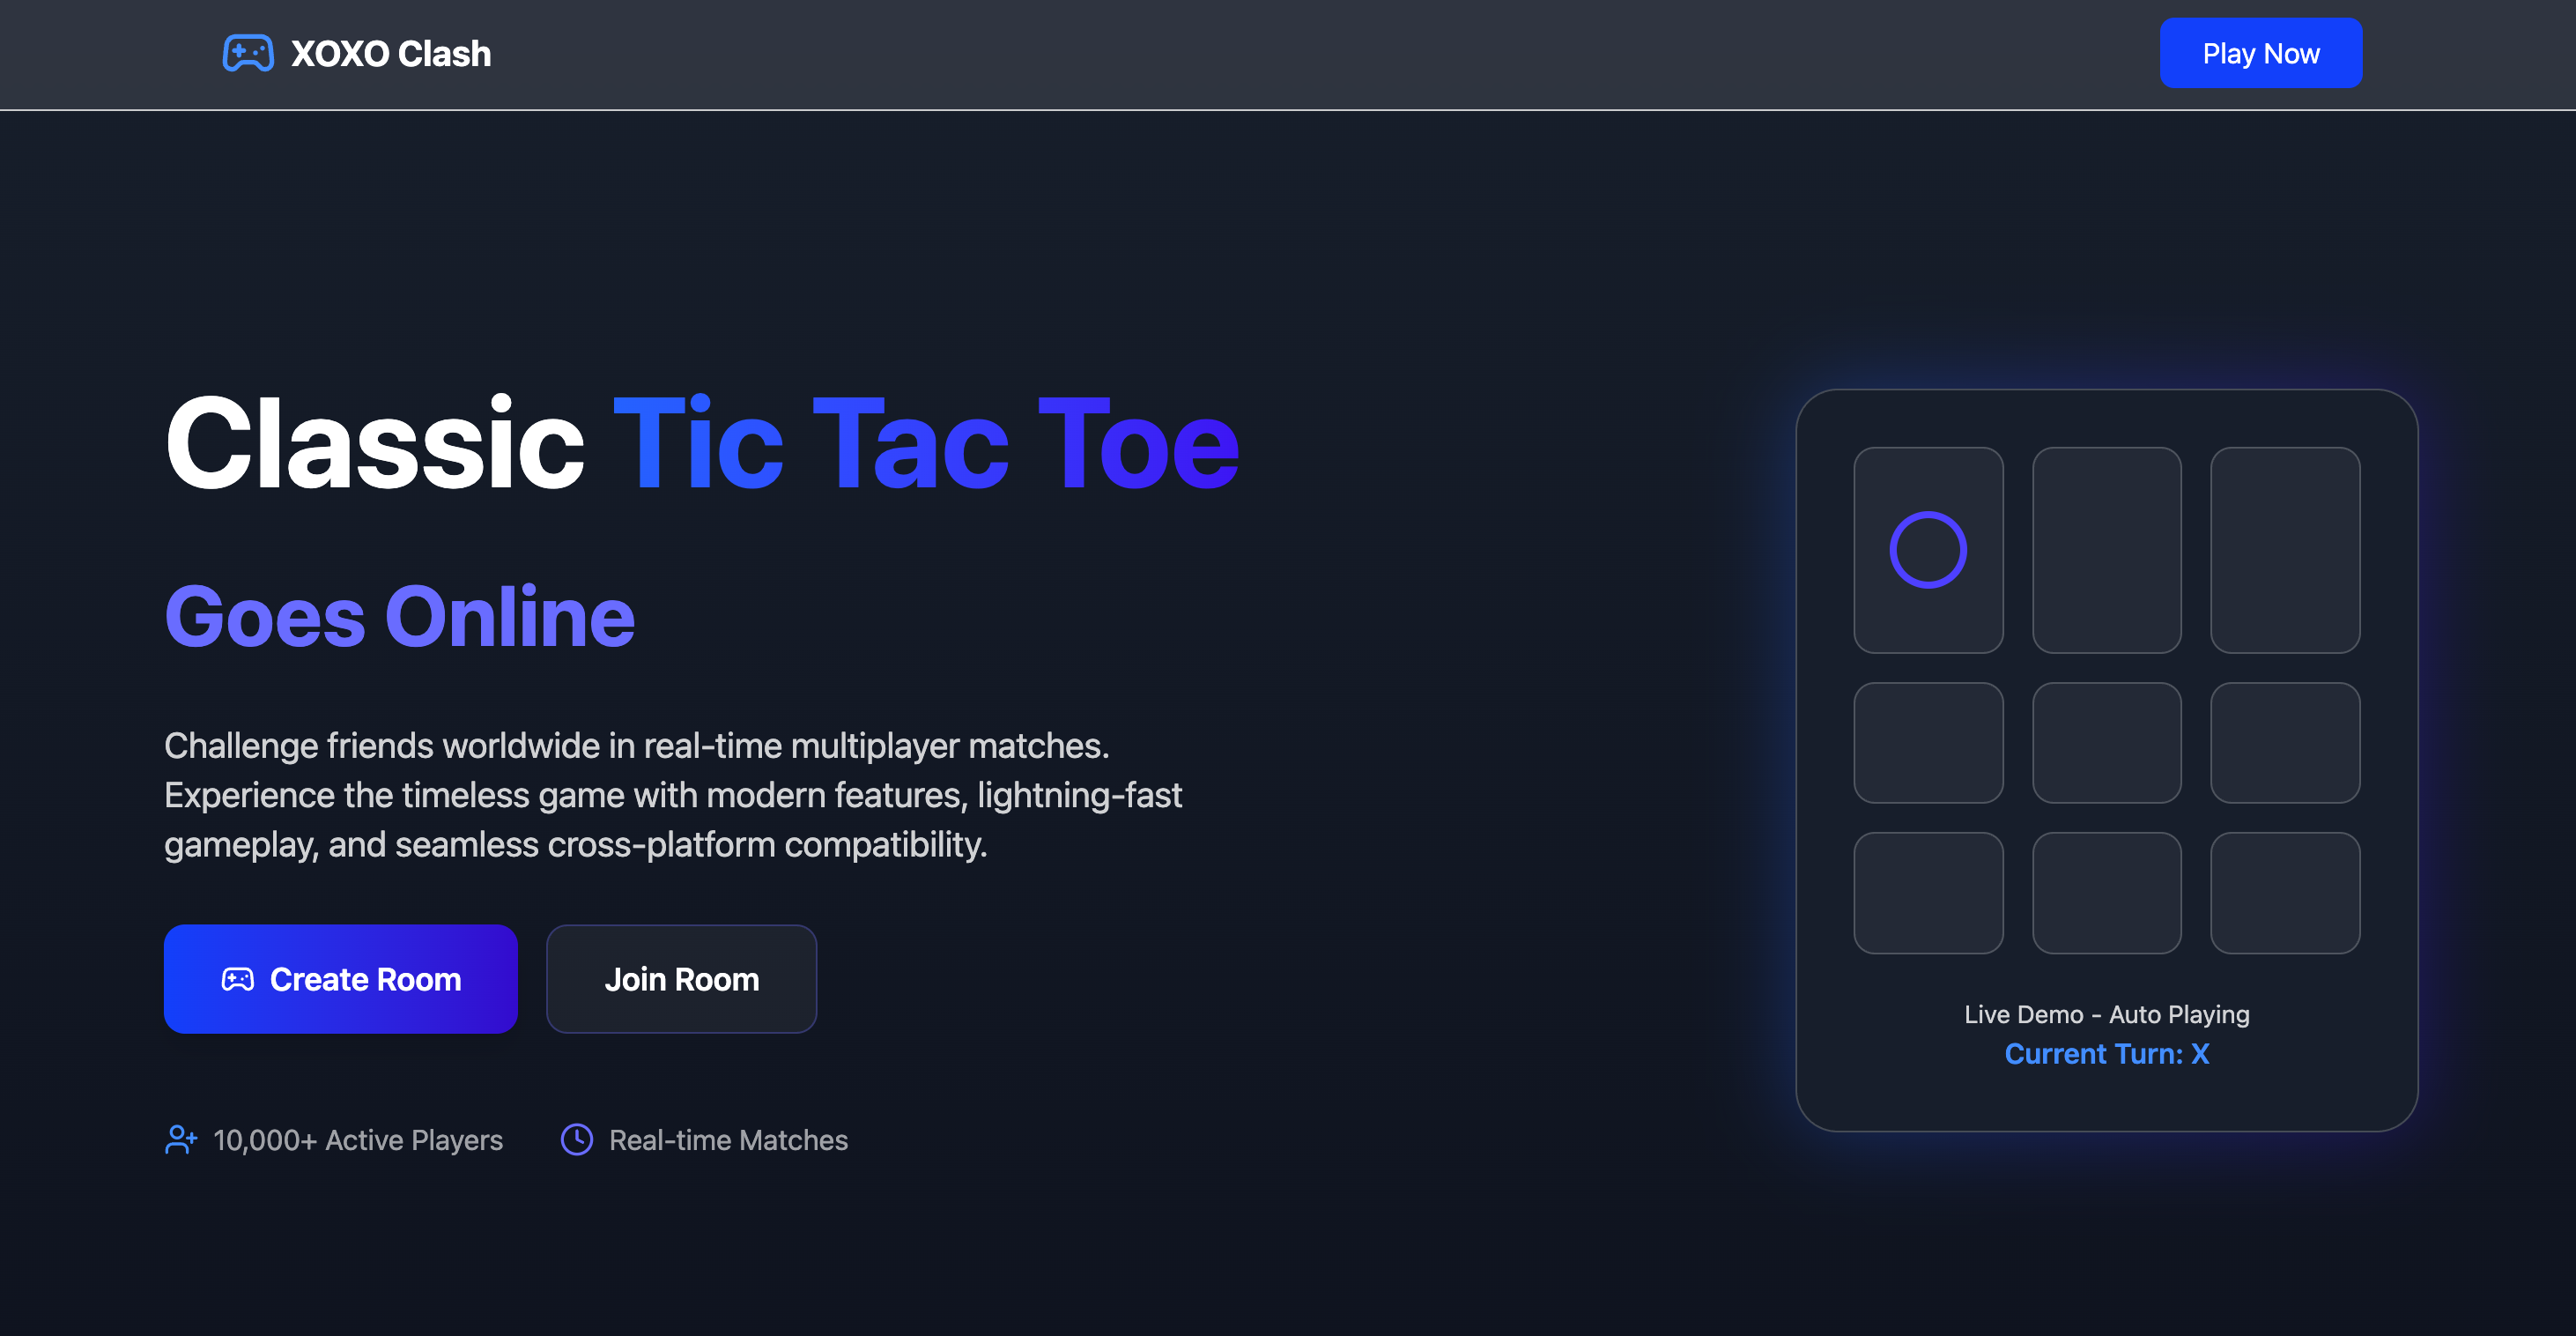 XOXO Clash
Play Now
Classic Tic Tac Toe
Goes Online
Challenge friends worldwide in real-time multiplayer matches.
Experience the timeless game with modern features, lightning-fast
gameplay, and seamless cross-platform compatibility.
Create Room
Join Room
10,000+ Active Players
Real-time Matches
Live Demo - Auto Playing
Current Turn: X